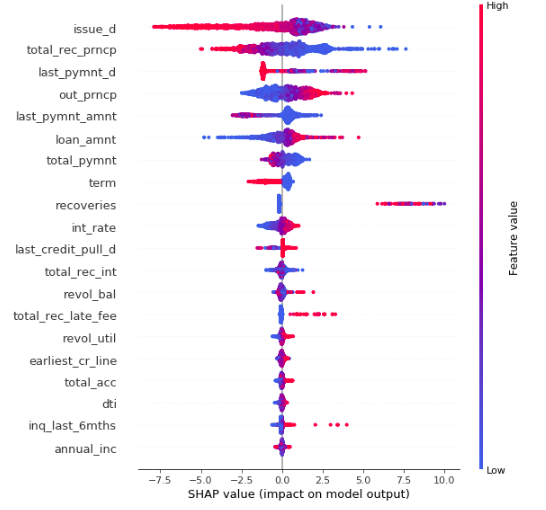 High
issue_d
total_rec_prncp
last_pymnt_d
out_prncp
last_pymnt_amnt
loan_amnt
total_pymnt
term
recoveries
int_rate
last_credit_pull_d
total_rec_int
revol_bal
total_rec_late_fee
revol_util
earliest_cr_line
total_acc
dti
inq_last_6mths
annual_inc
Feature value
Low
−7.5 −5.0 −2.5 0.0 2.5 5.0 7.5 10.0
SHAP value (impact on model output)